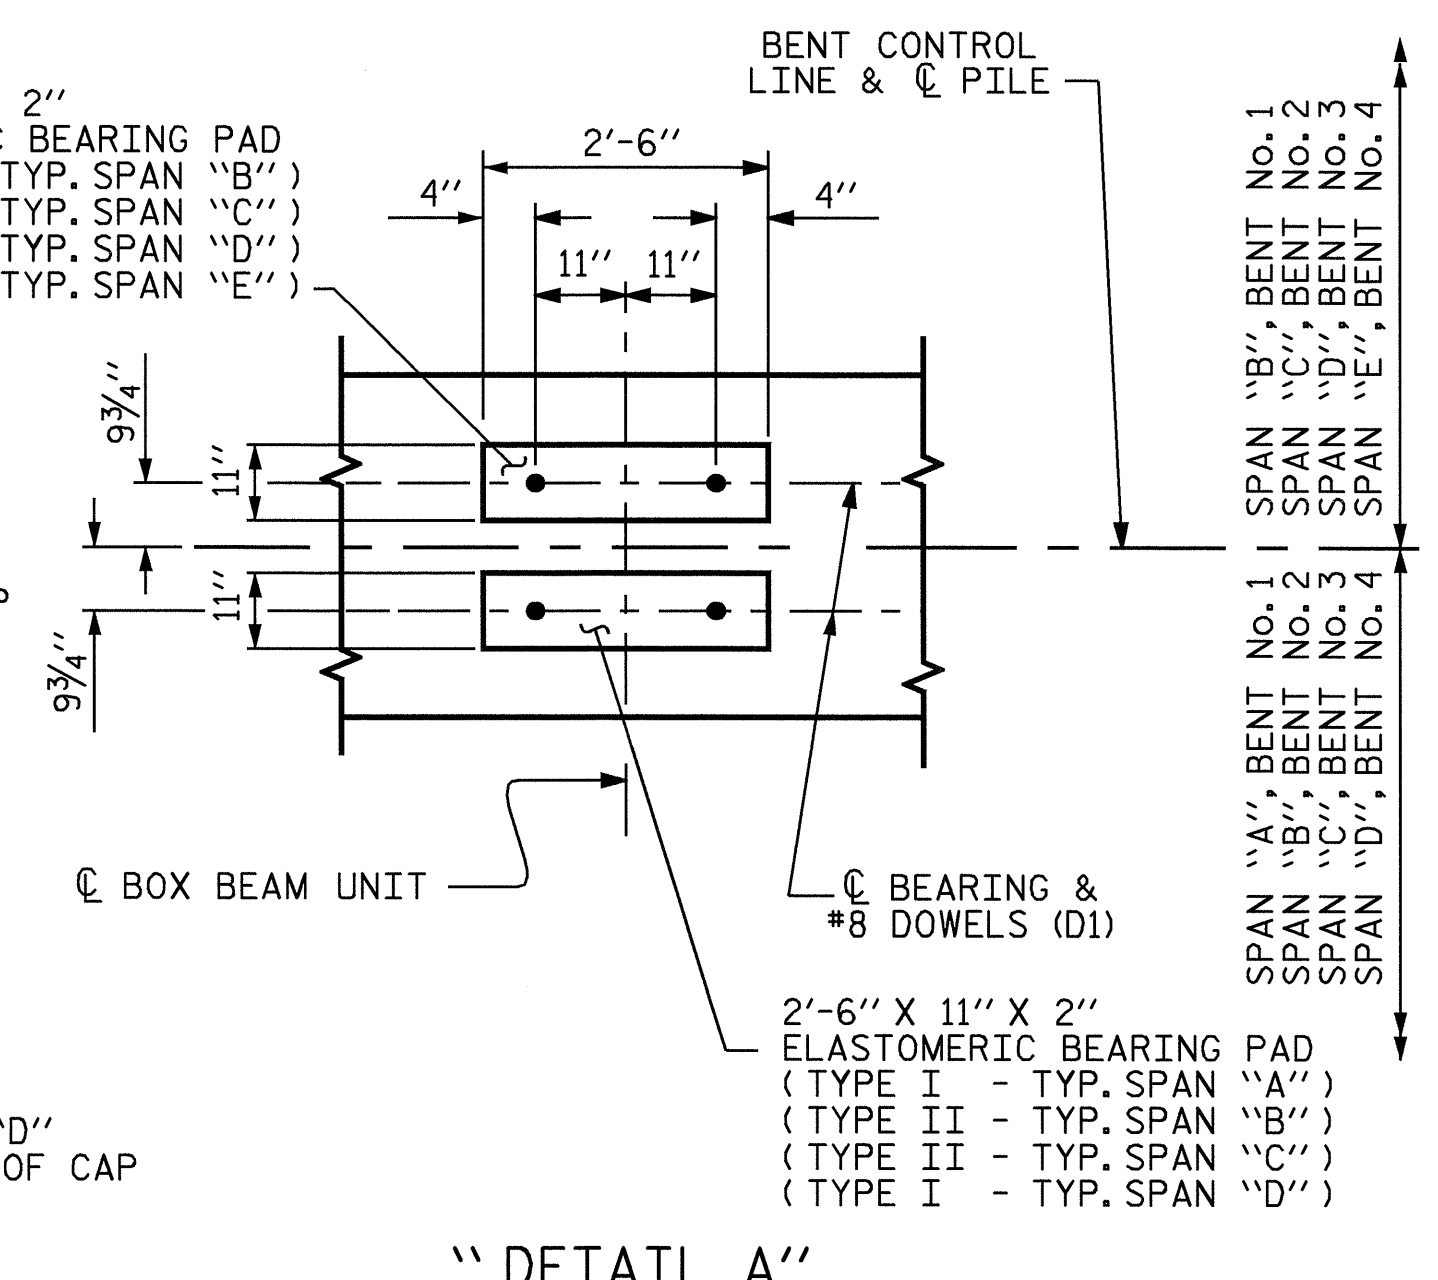 BENT CONTROL
LINE & ℄ PILE
2''
BEARING PAD
TYP. SPAN "B")
TYP. SPAN "C")
TYP. SPAN "D")
TYP. SPAN "E")
2'-6''
4''
4''
11''
11''
9¾''
11''
11''
9¾''
SPAN "B", BENT No. 1
SPAN "C", BENT No. 2
SPAN "D", BENT No. 3
SPAN "E", BENT No. 4
SPAN "A", BENT No. 1
SPAN "B", BENT No. 2
SPAN "C", BENT No. 3
SPAN "D", BENT No. 4
℄ BOX BEAM UNIT
℄ BEARING &
#8 DOWELS (D1)
2'-6'' X 11'' X 2''
ELASTOMERIC BEARING PAD
(TYPE I - TYP. SPAN "A")
(TYPE II - TYP. SPAN "B")
(TYPE II - TYP. SPAN "C")
(TYPE I - TYP. SPAN "D")
"D"
OF CAP
"DETAIL A"